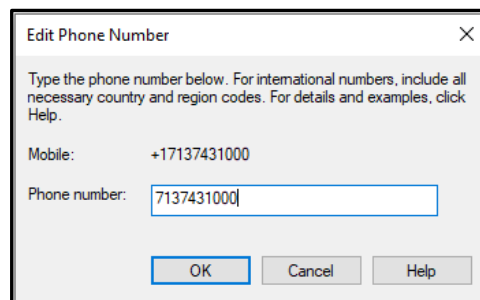 Edit Phone Number
Type the phone number below. For international numbers, include all
necessary country and region codes. For details and examples, click
Help.
Mobile: +17137431000
Phone number: 7137431000
OK Cancel Help